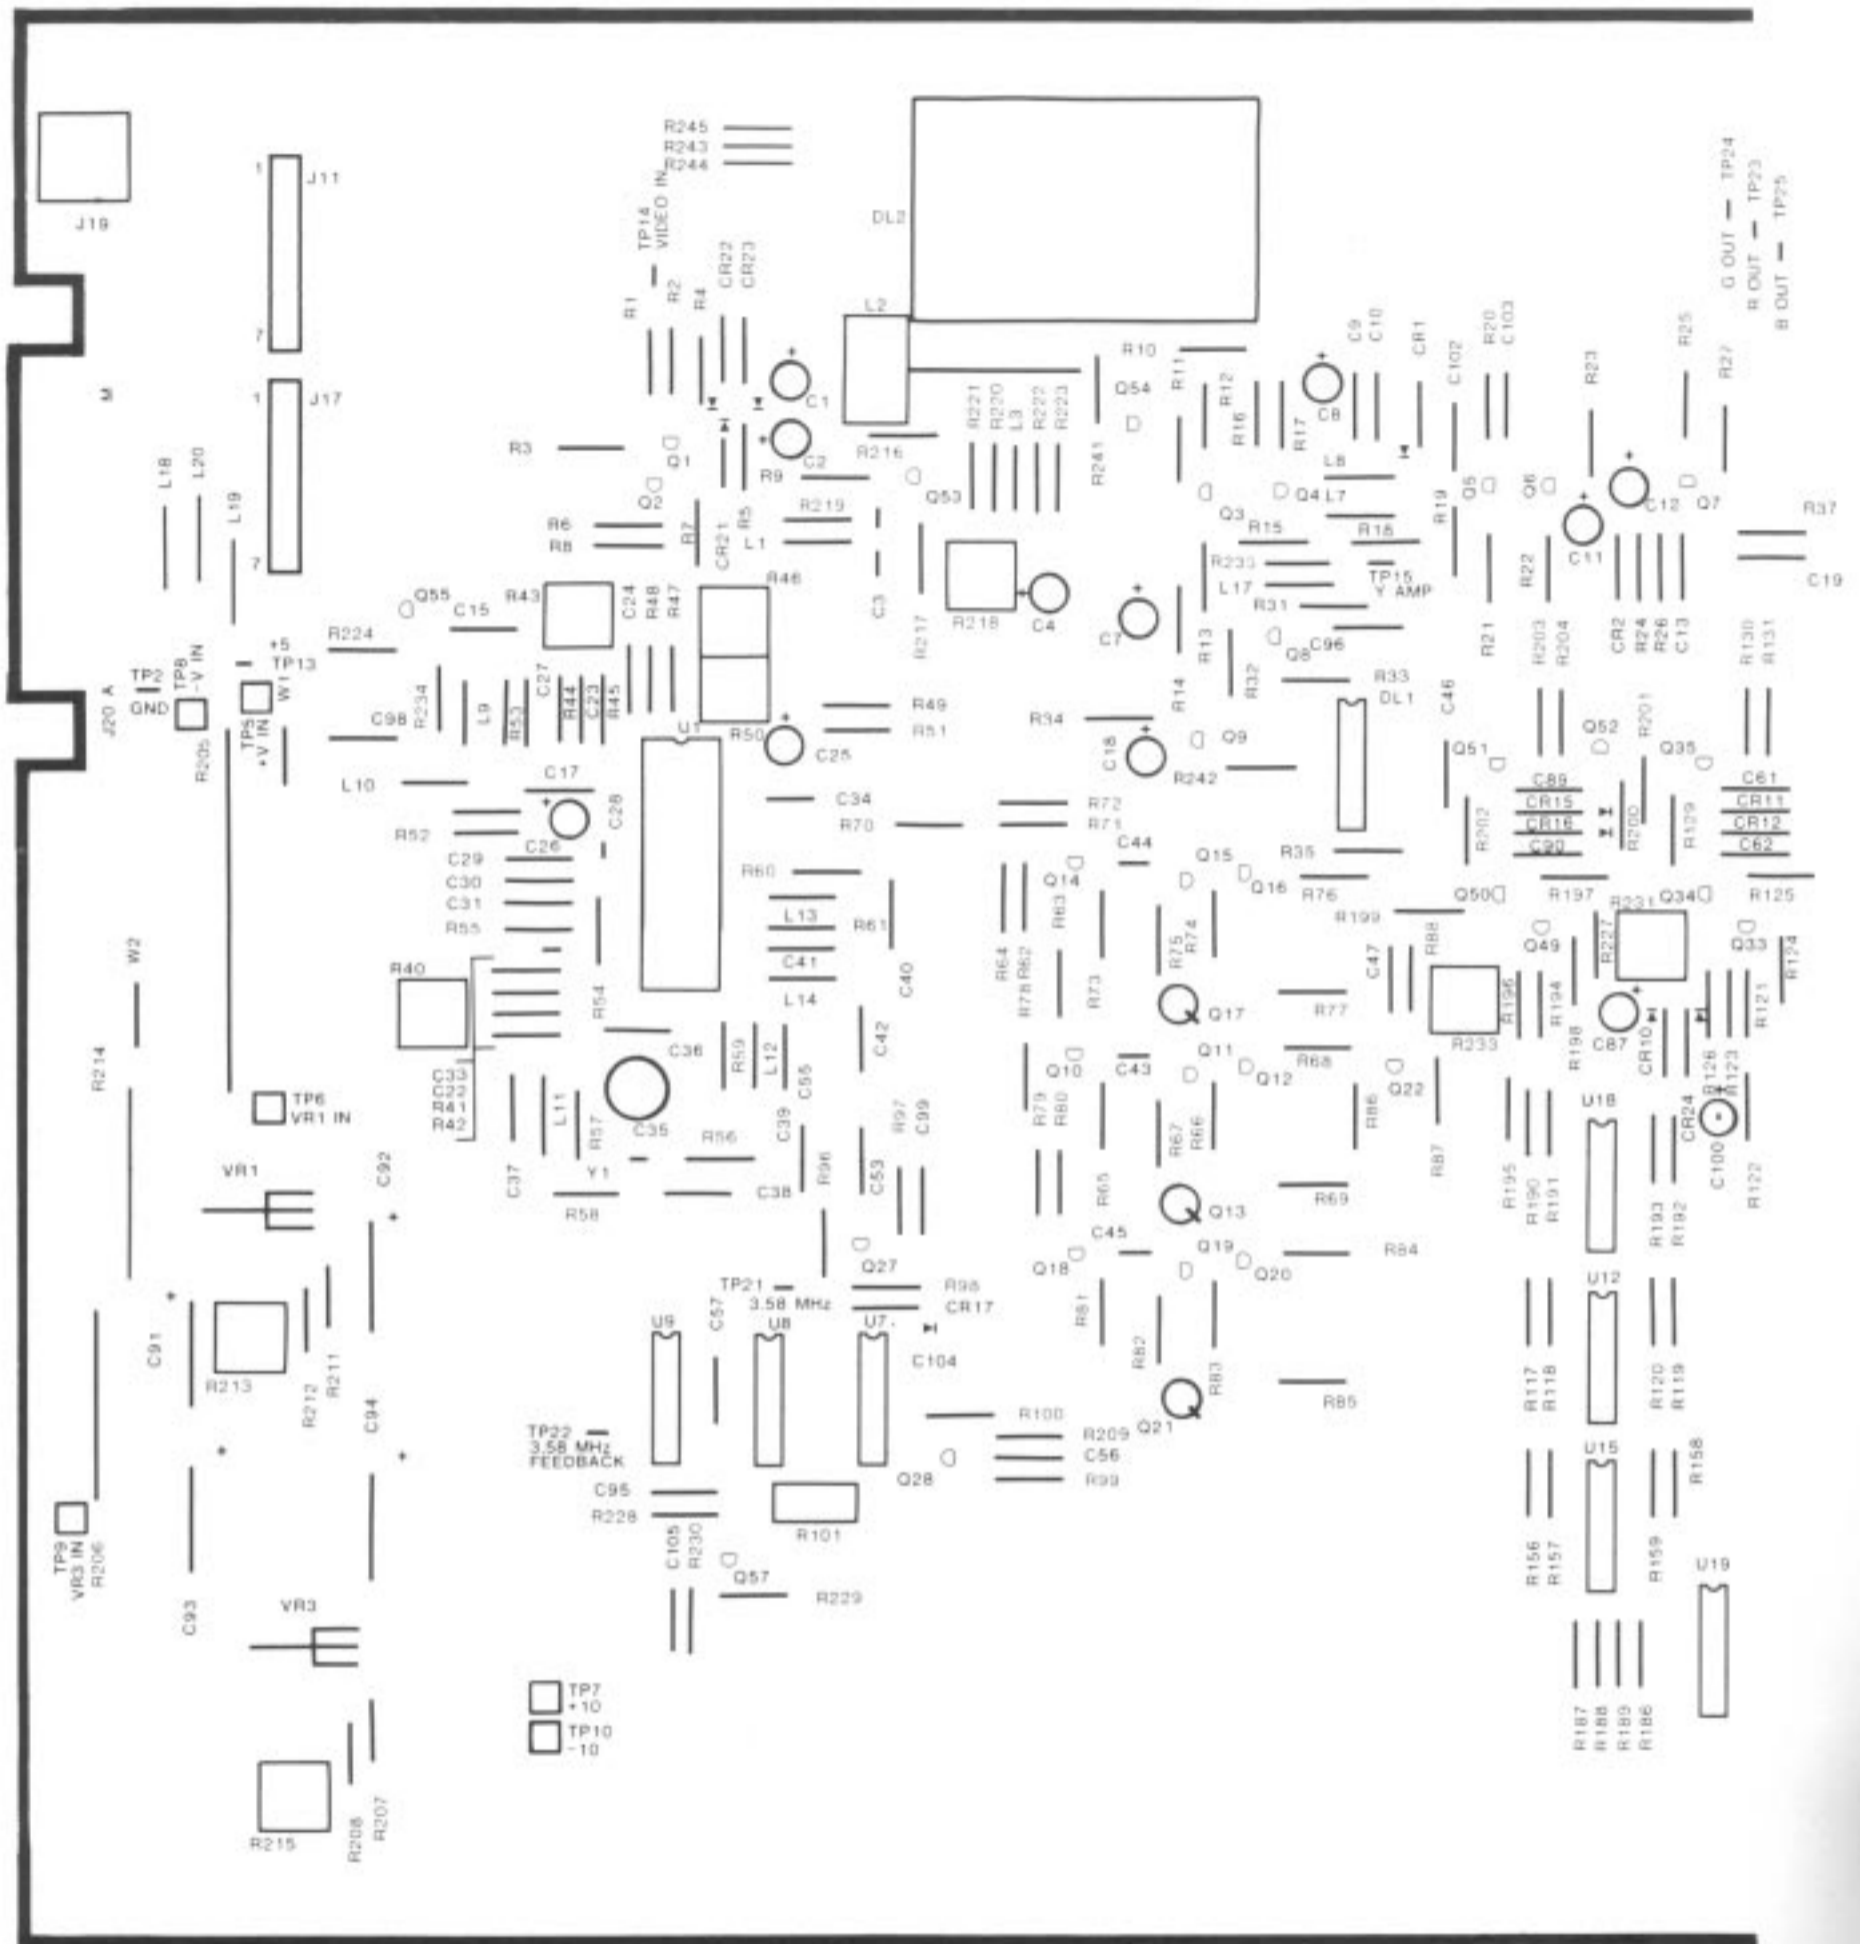 R245
R243
R244
TP14
VIDEO IN
J19
1
J11
7
DL2
G OUT — TP24
R OUT — TP23
B OUT — TP25
CR22
CR23
R1
R2
R4
L2
C1
C2
R9
R3
Q1
Q2
R216
R10
R11
R12
Q54
R16
R17
C8
C9
C10
CR1
C102
R20
C103
R23
R25
R27
M
1
J17
7
L18
L20
L19
R221
R220
L3
R222
R223
R241
Q53
R219
R6
R8
R7
CR21
R5
L1
C3
R217
R218
C4
C7
Q3
Q4
L8
L7
R15
R18
R19
L17
TP15
Y AMP
R31
C96
Q5
Q6
Q7
C12
C11
R37
C19
R21
R22
CR2
R24
R26
C13
R203
R204
R130
R131
Q55
C15
R43
C24
R48
R47
R46
R224
+5
TP13
TP2
GND
TP8
-V IN
J20 A
W1
TP5
+V IN
R205
C98
R234
L9
R53
C27
R44
C23
R45
R50
C25
R49
R51
R34
R13
R14
R32
Q8
R33
DL1
C18
Q9
R242
C46
Q51
Q52
R201
Q35
C89
CR15
CR16
C90
R202
R200
R129
C61
CR11
CR12
C62
L10
C17
C28
R52
C26
C34
R70
R72
R71
C29
C30
C31
R55
R60
L13
R61
C41
L14
C40
C44
Q14
Q15
Q16
R35
R76
R199
Q50
R197
Q34
R125
R231
R227
Q49
Q33
R124
W2
R40
R54
C36
R59
L12
C55
C42
R64
R62
R63
R78
R73
R75
R74
Q17
R77
C47
R88
R233
R196
R194
R198
C87
CR10
R126
R123
R121
R214
C33
C32
R41
R42
TP6
VR1 IN
L11
R57
C35
C39
R97
C99
Q10
C43
Q11
Q12
R68
Q22
R86
R87
R79
R80
R65
R67
R66
Q13
R69
U18
CR24
C100
R122
R195
R190
R191
R193
R192
VR1
C92
C37
Y1
R56
R58
C38
R96
C53
Q27
C45
Q18
Q19
Q20
R84
C91
R213
R212
R211
TP21
3.58 MHz
R98
CR17
U9
C57
U8
U7
C104
R81
R82
R83
R85
Q21
U12
R117
R118
R120
R119
C94
TP22
3.58 MHz
FEEDBACK
R100
R209
C56
R99
Q28
U15
R158
C95
R228
R101
C105
R230
Q57
R229
TP9
VR3 IN
R206
C93
VR3
R156
R157
R159
U19
TP7
+10
TP10
-10
R187
R188
R189
R186
R215
R208
R207